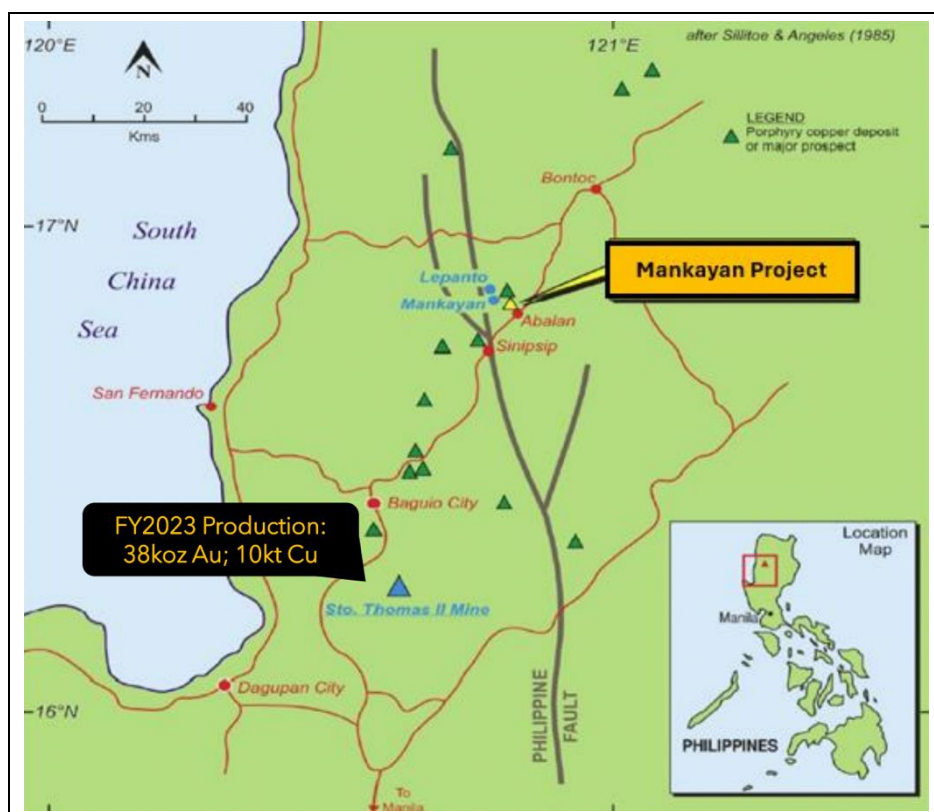 120°E
121°E
after Sillitoe & Angeles (1985)
N
0 20 40
Kms
LEGEND
Porphyry copper deposit
or major prospect
Bontoc
17°N
South
China
Sea
Lepanto
Mankayan
Mankayan Project
Abalan
Sinipsip
San Fernando
Baguio City
FY2023 Production:
38koz Au; 10kt Cu
Sto. Thomas II Mine
Location
Map
Manila
Dagupan City
16°N
PHILIPPINE
FAULT
PHILIPPINES
To
Manila